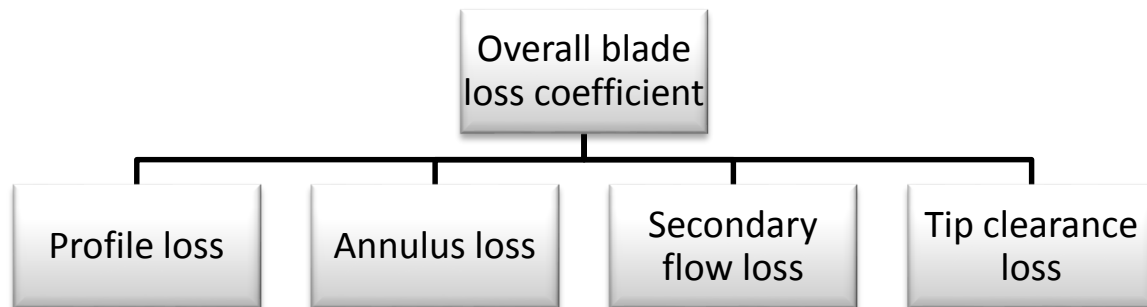 Overall blade
loss coefficient
Profile loss
Annulus loss
Secondary
flow loss
Tip clearance
loss